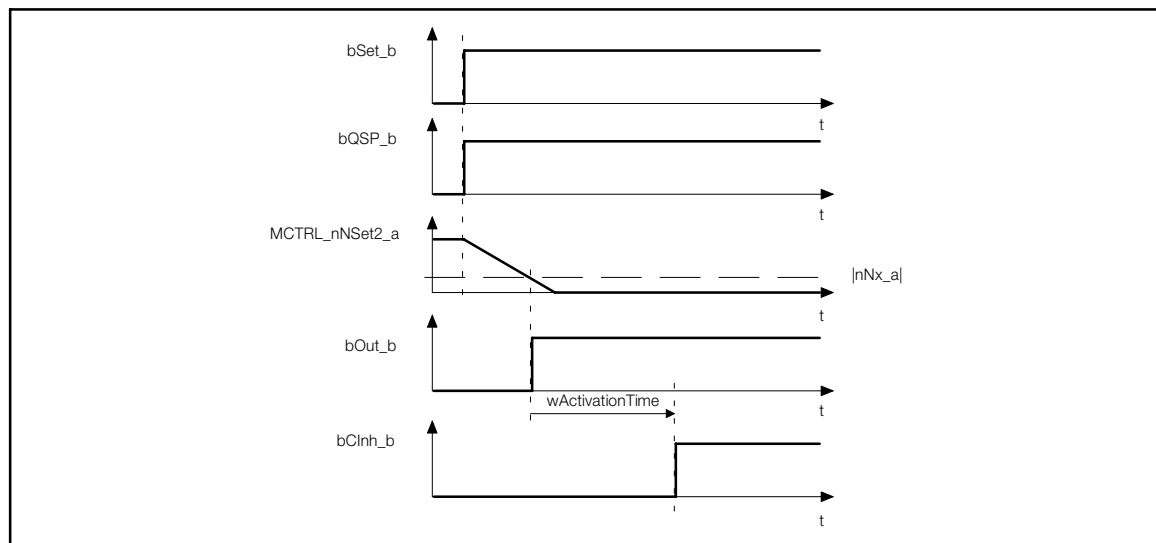 bSet_b
t
bQSP_b
t
MCTRL_nNSet2_a
|nNx_a|
t
bOut_b
t
wActivationTime
bCInh_b
t